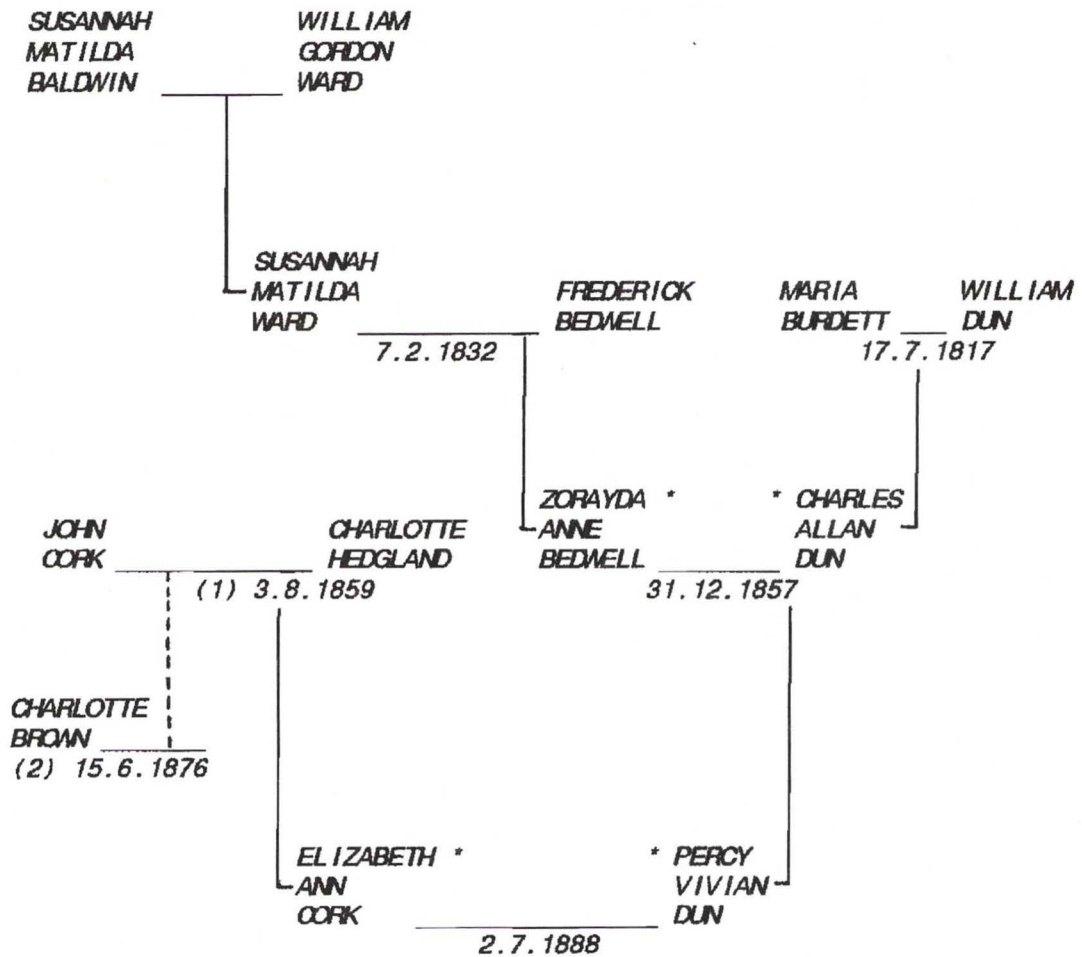 SUSANNAH
MATILDA
BALDWIN
WILLIAM
GORDON
WARD
SUSANNAH
MATILDA
WARD
FREDERICK
BEDWELL
7.2.1832
MARIA
BURDETT
WILLIAM
DUN
17.7.1817
JOHN
CORK
CHARLOTTE
HEDGLAND
(1) 3.8.1859
ZORAYDA *
ANNE
BEDWELL
* CHARLES
ALLAN
DUN
31.12.1857
CHARLOTTE
BROWN
(2) 15.6.1876
ELIZABETH *
ANN
CORK
* PERCY
VIVIAN
DUN
2.7.1888